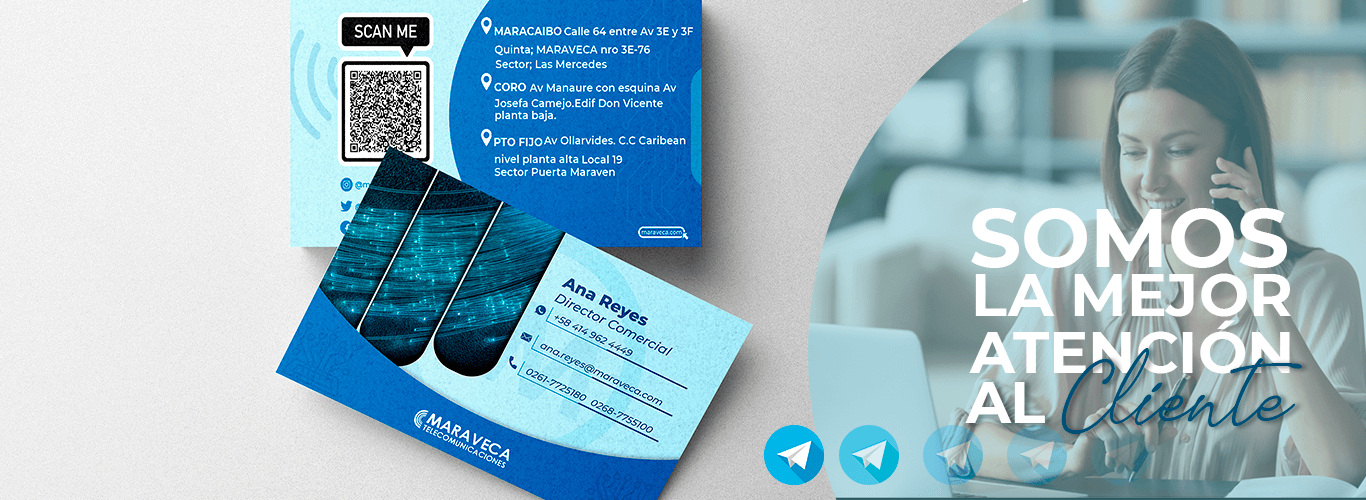 SCAN ME
MARACAIBO Calle 64 entre Av 3E y 3F
Quinta; MARAVECA nro 3E-76
Sector; Las Mercedes
CORO Av Manaure con esquina Av
Josefa Camejo.Edif Don Vicente
planta baja.
PTO FIJO Av Ollarvides. C.C Caribean
nivel planta alta Local 19
Sector Puerta Maraven
maraveca.com
Ana Reyes
Director Comercial
+58 414 962 4449
ana.reyes@maraveca.com
0261-7725180 0268-7755100
MARAVECA
TELECOMUNICACIONES
SOMOS
LA MEJOR
ATENCIÓN
AL Cliente